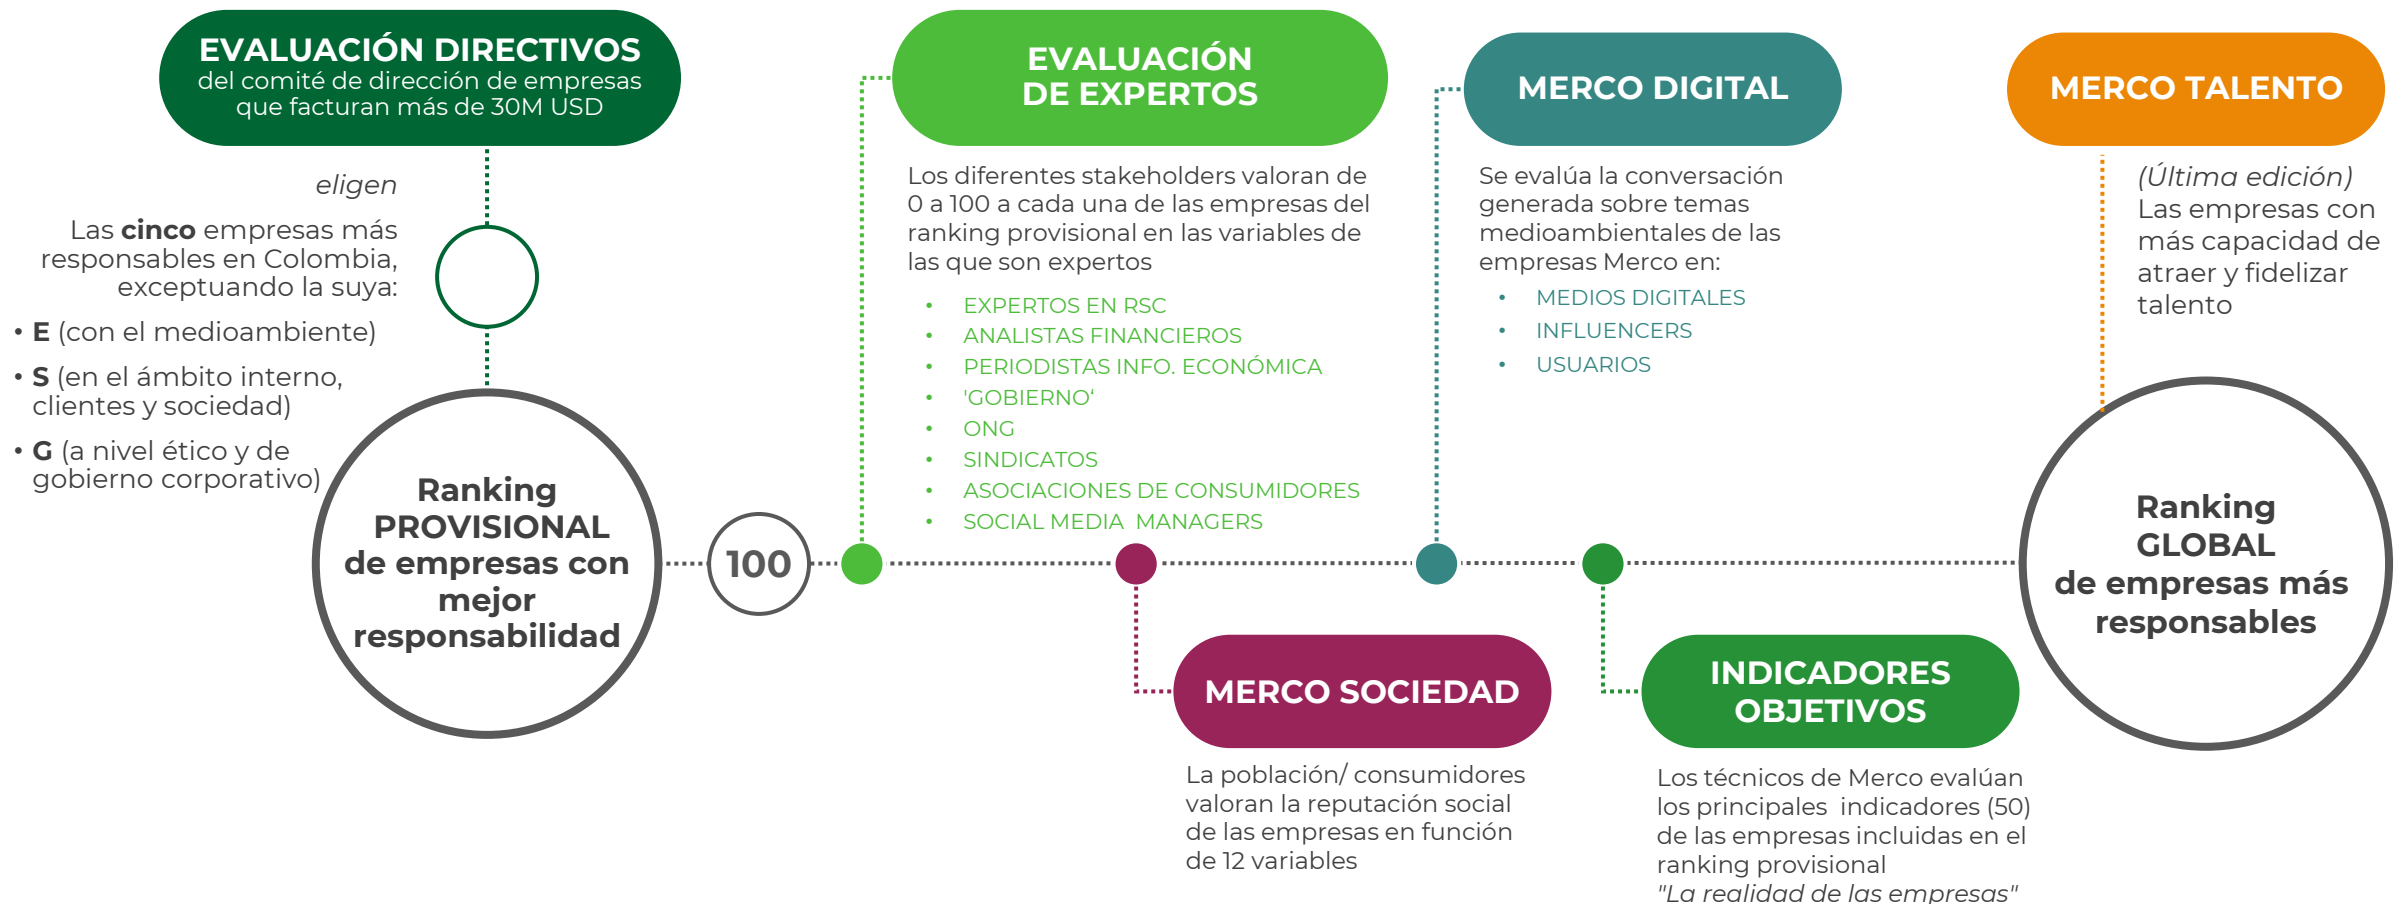 EVALUACIÓN DIRECTIVOS
del comité de dirección de empresas
que facturan más de 30M USD
eligen
Las cinco empresas más
responsables en Colombia,
exceptuando la suya:
• E (con el medioambiente)
• S (en el ámbito interno,
clientes y sociedad)
• G (a nivel ético y de
gobierno corporativo)
Ranking
PROVISIONAL
de empresas con
mejor
responsabilidad
100
EVALUACIÓN
DE EXPERTOS
Los diferentes stakeholders valoran de
0 a 100 a cada una de las empresas del
ranking provisional en las variables de
las que son expertos
• EXPERTOS EN RSC
• ANALISTAS FINANCIEROS
• PERIODISTAS INFO. ECONÓMICA
• 'GOBIERNO‘
• ONG
• SINDICATOS
• ASOCIACIONES DE CONSUMIDORES
• SOCIAL MEDIA  MANAGERS
MERCO SOCIEDAD
La población/ consumidores
valoran la reputación social
de las empresas en función
de 12 variables
MERCO DIGITAL
Se evalúa la conversación
generada sobre temas
medioambientales de las
empresas Merco en:
• MEDIOS DIGITALES
• INFLUENCERS
• USUARIOS
INDICADORES
OBJETIVOS
Los técnicos de Merco evalúan
los principales  indicadores (50)
de las empresas incluidas en el
ranking provisional
"La realidad de las empresas"
MERCO TALENTO
(Última edición)
Las empresas con
más capacidad de
atraer y fidelizar
talento
Ranking
GLOBAL
de empresas más
responsables